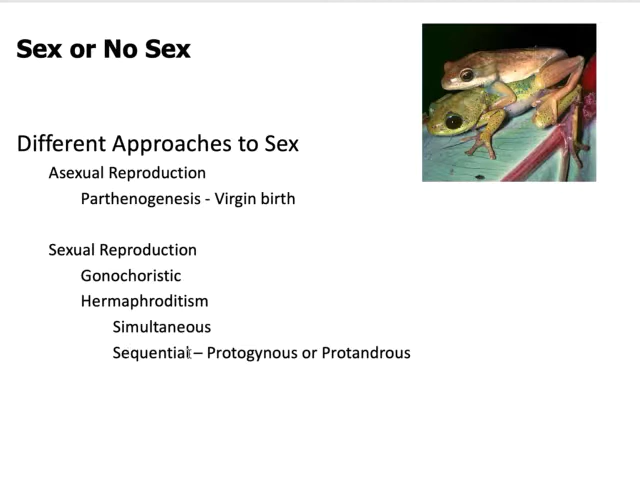 Sex or No Sex
Different Approaches to Sex
Asexual Reproduction
Parthenogenesis - Virgin birth
Sexual Reproduction
Gonochoristic
Hermaphroditism
Simultaneous
Sequential – Protogynous or Protandrous